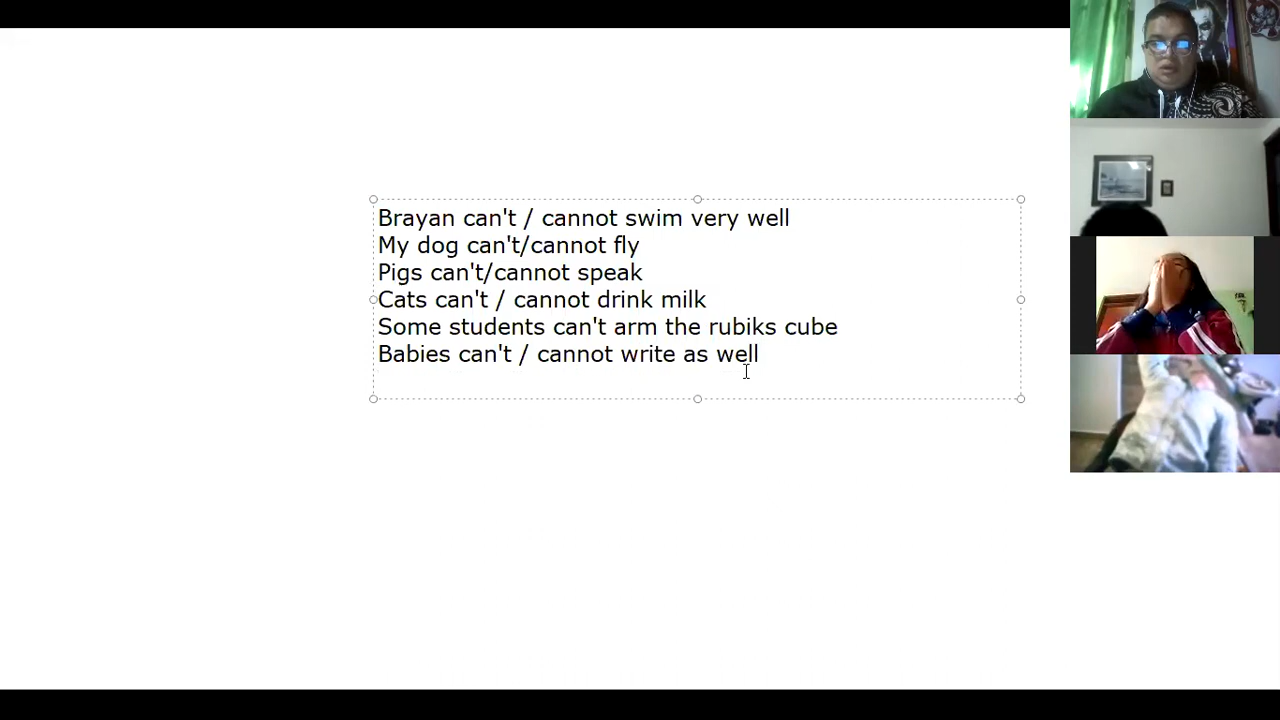 Brayan can't / cannot swim very well
My dog can't/cannot fly
Pigs can't/cannot speak
Cats can't / cannot drink milk
Some students can't arm the rubiks cube
Babies can't / cannot write as well